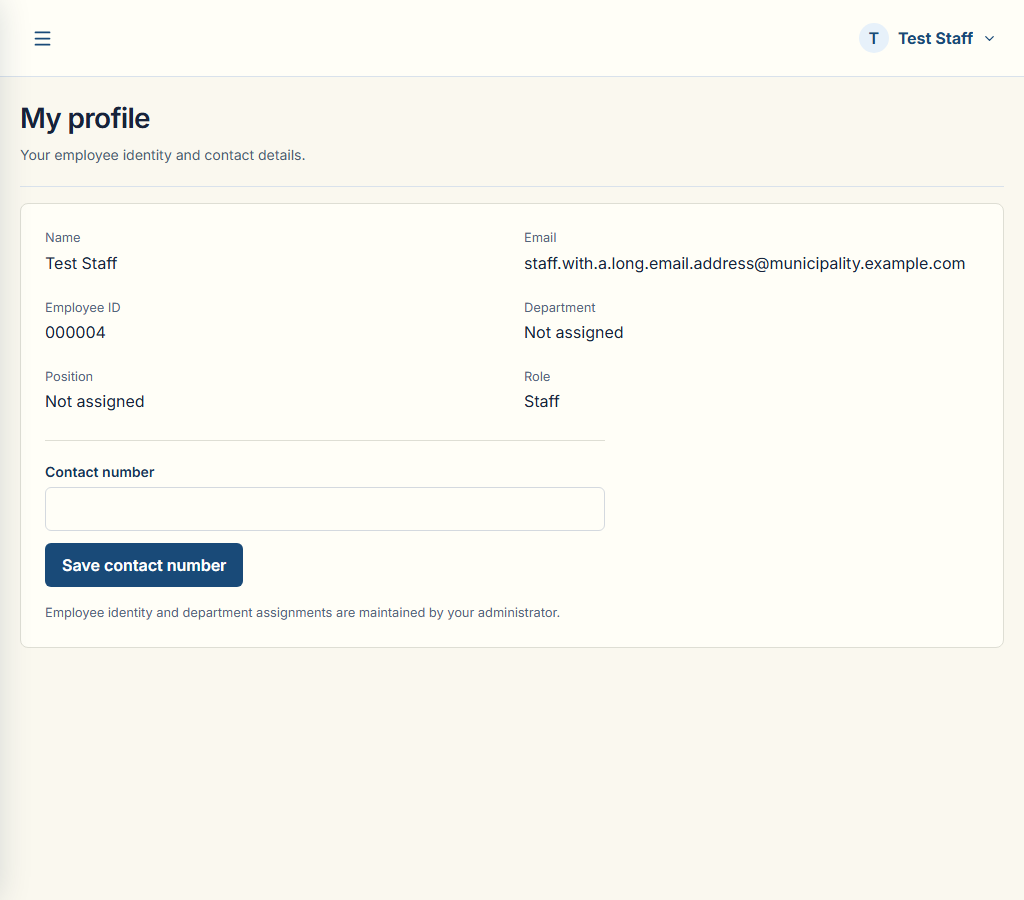 T Test Staff
My profile
Your employee identity and contact details.
Name
Test Staff
Email
staff.with.a.long.email.address@municipality.example.com
Employee ID
000004
Department
Not assigned
Position
Not assigned
Role
Staff
Contact number
Save contact number
Employee identity and department assignments are maintained by your administrator.